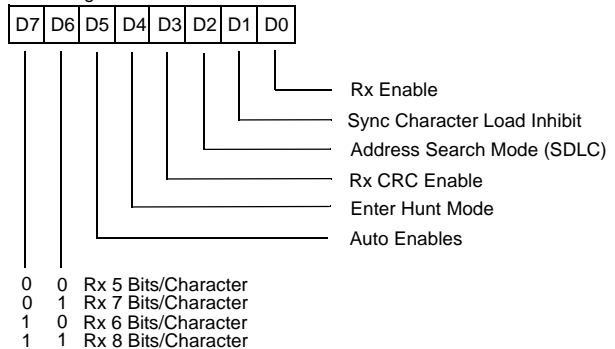 D7 D6 D5 D4 D3 D2 D1 D0
Rx Enable
Sync Character Load Inhibit
Address Search Mode (SDLC)
Rx CRC Enable
Enter Hunt Mode
Auto Enables
0 0 Rx 5 Bits/Character
0 1 Rx 7 Bits/Character
1 0 Rx 6 Bits/Character
1 1 Rx 8 Bits/Character